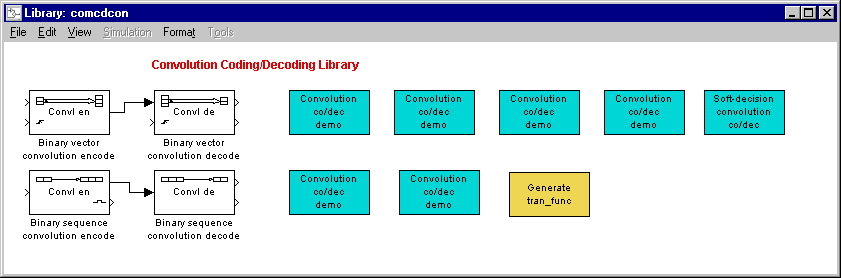 Library: comcdcon
File Edit View Simulation Format Tools
Convolution Coding/Decoding Library
Convl en
Binary vector
convolution encode
Convl de
Binary vector
convolution decode
Convolution
co/dec
demo
Convolution
co/dec
demo
Convolution
co/dec
demo
Convolution
co/dec
demo
Soft-decision
convolution
co/dec
Convl en
Binary sequence
convolution encode
Convl de
Binary sequence
convolution decode
Convolution
co/dec
demo
Convolution
co/dec
demo
Generate
tran_func